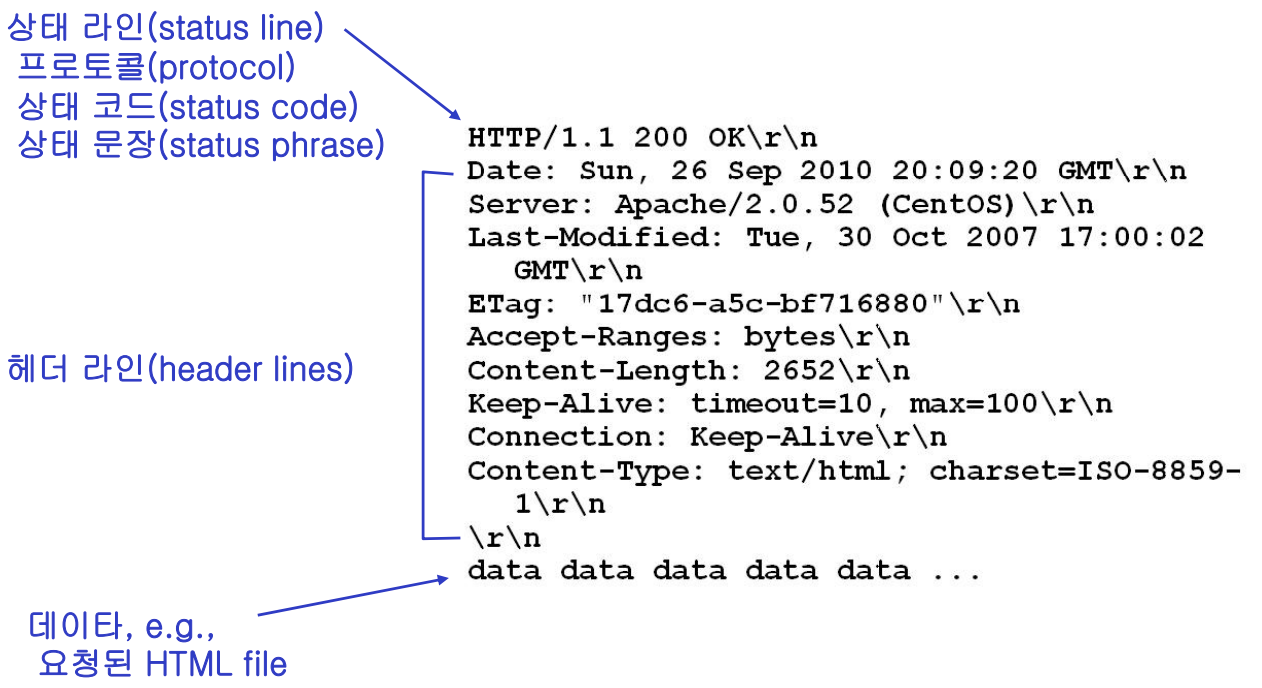 상태 라인(status line)
프로토콜(protocol)
상태 코드(status code)
상태 문장(status phrase)
HTTP/1.1 200 OK\r\n
Date: Sun, 26 Sep 2010 20:09:20 GMT\r\n
Server: Apache/2.0.52 (CentOS)\r\n
Last-Modified: Tue, 30 Oct 2007 17:00:02
GMT\r\n
ETag: "17dc6-a5c-bf716880"\r\n
Accept-Ranges: bytes\r\n
Content-Length: 2652\r\n
Keep-Alive: timeout=10, max=100\r\n
Connection: Keep-Alive\r\n
Content-Type: text/html; charset=ISO-8859-
1\r\n
\r\n
data data data data data ...
헤더 라인(header lines)
데이타, e.g.,
요청된 HTML file